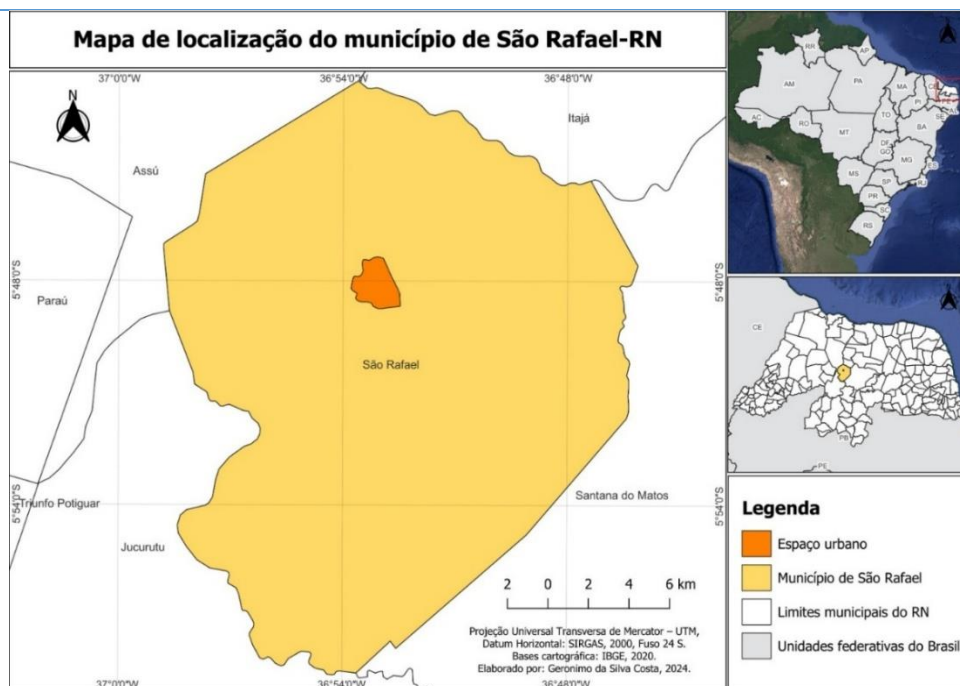 Mapa de localização do município de São Rafael-RN
37°0'0"W
36°54'0"W
36°48'0"W
N
Itajá
Assú
5°48'0"S
5°48'0"S
Paraú
São Rafael
Triunfo Potiguar
5°54'0"S
Santana do Matos
5°54'0"S
Jucurutu
2 0 2 4 6 km
Projeção Universal Transversa de Mercator – UTM,
Datum Horizontal: SIRGAS, 2000, Fuso 24 S.
Bases cartográfica: IBGE, 2020.
Elaborado por: Geronimo da Silva Costa, 2024.
37°0'0"W
36°54'0"W
36°48'0"W
RR
AP
AM
PA
MA
PI
AC
RO
TO
SE
MT
BA
DF
GO
MG
ES
MS
SP
RJ
PR
SC
RS
CE
PB
PE
Legenda
Espaço urbano
Município de São Rafael
Limites municipais do RN
Unidades federativas do Brasil